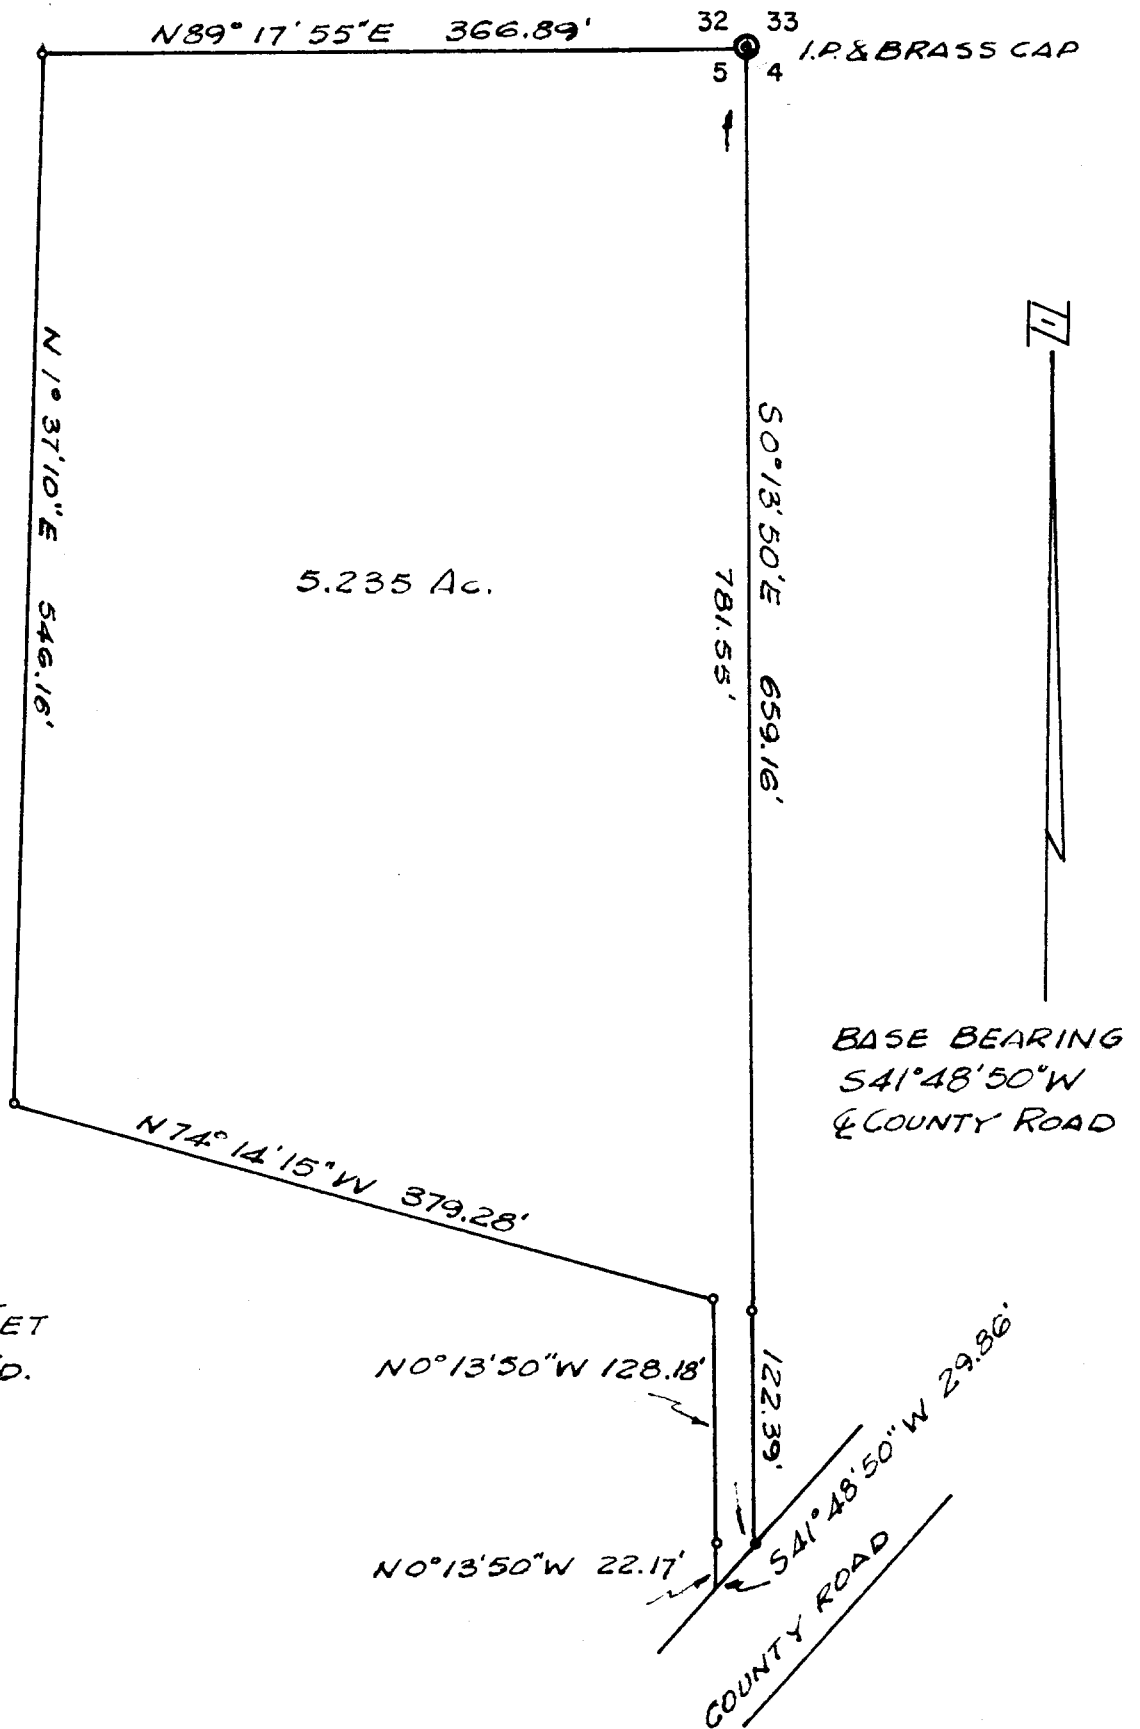 N89°17'55"E 366.89'
32 33
5 4
I.P. & BRASS CAP
N 1°37'10"E 546.16'
5.235 Ac.
S0°13'50"E 659.16'
781.55'
BASE BEARING
S41°48'50"W
℄ COUNTY ROAD
N74°14'15"W 379.28'
ET
D.
N0°13'50"W 128.18'
122.39'
S41°48'50"W 29.86'
N0°13'50"W 22.17'
COUNTY ROAD